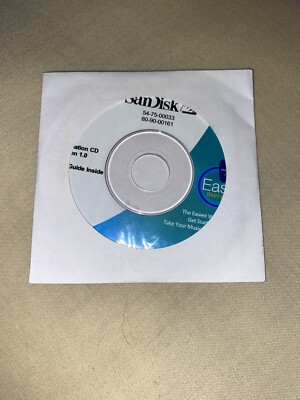 SanDisk
54-75-00033
80-90-00161
ation CD
on 1.0
Guide Inside
Eas
The Easiest W
Get Star
Take Your Music